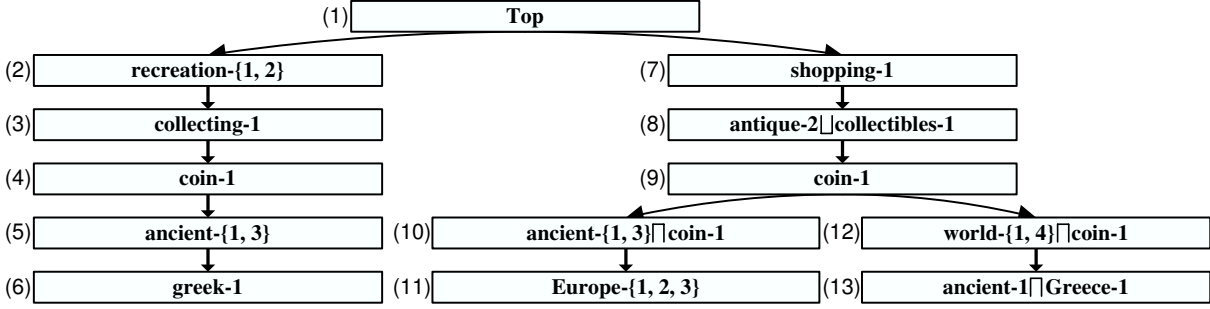 (1) Top
(2) recreation-{1, 2} (7) shopping-1
(3) collecting-1 (8) antique-2⊔collectibles-1
(4) coin-1 (9) coin-1
(5) ancient-{1, 3} (10) ancient-{1, 3}⊓coin-1 (12) world-{1, 4}⊓coin-1
(6) greek-1 (11) Europe-{1, 2, 3} (13) ancient-1⊓Greece-1